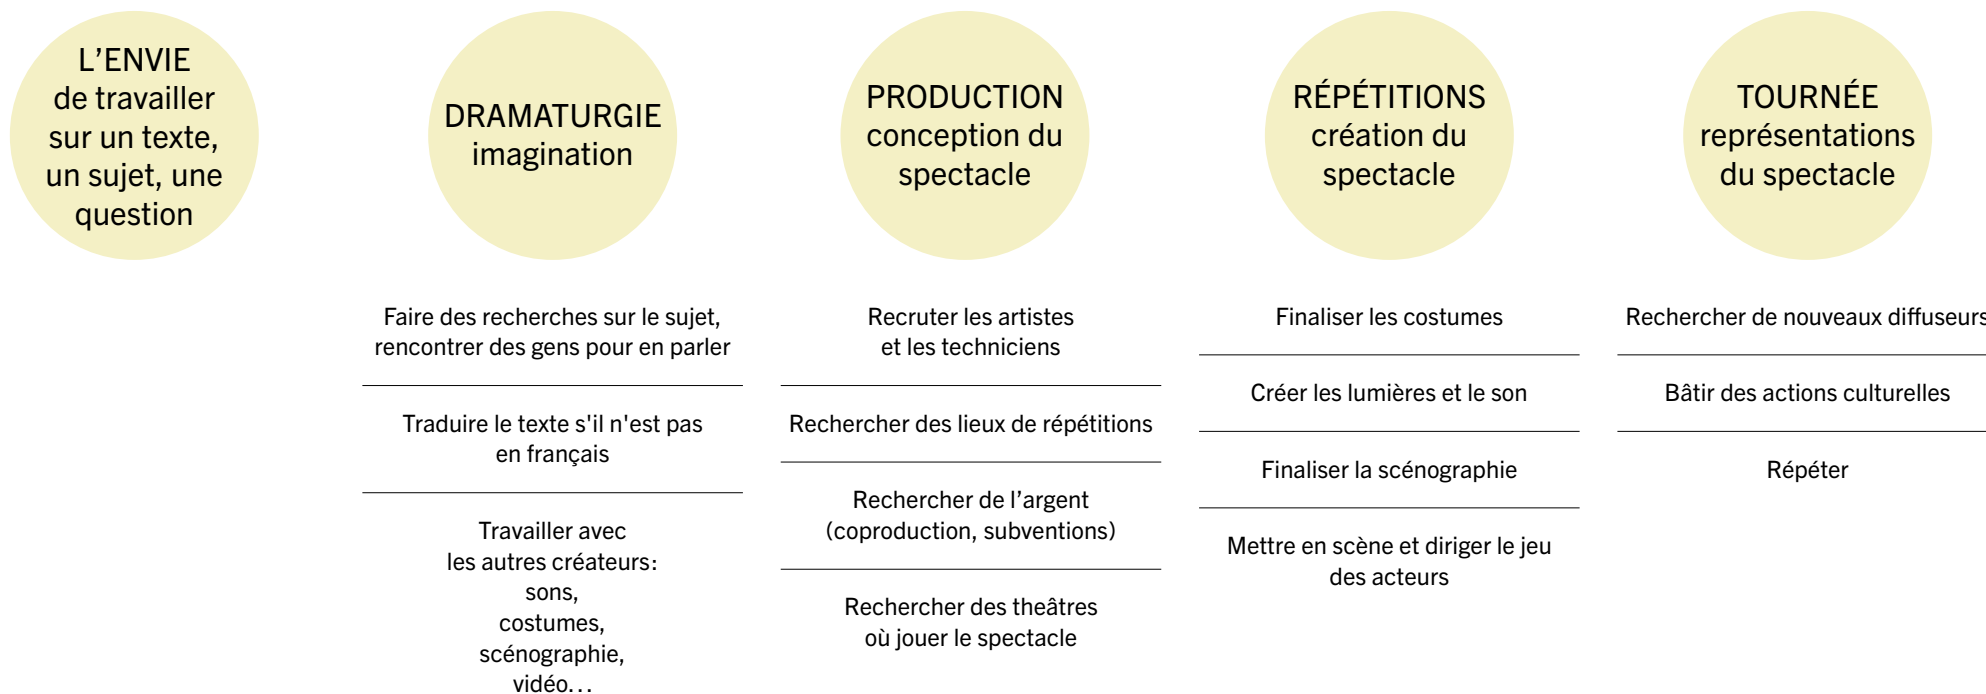 L'ENVIE
de travailler
sur un texte,
un sujet, une
question
DRAMATURGIE
imagination
Faire des recherches sur le sujet,
rencontrer des gens pour en parler
Traduire le texte s'il n'est pas
en français
Travailler avec
les autres créateurs:
sons,
costumes,
scénographie,
vidéo...
PRODUCTION
conception du
spectacle
Recruter les artistes
et les techniciens
Rechercher des lieux de répétitions
Rechercher de l'argent
(coproduction, subventions)
Rechercher des theâtres
où jouer le spectacle
RÉPÉTITIONS
création du
spectacle
Finaliser les costumes
Créer les lumières et le son
Finaliser la scénographie
Mettre en scène et diriger le jeu
des acteurs
TOURNÉE
représentations
du spectacle
Rechercher de nouveaux diffuseurs
Bâtir des actions culturelles
Répéter